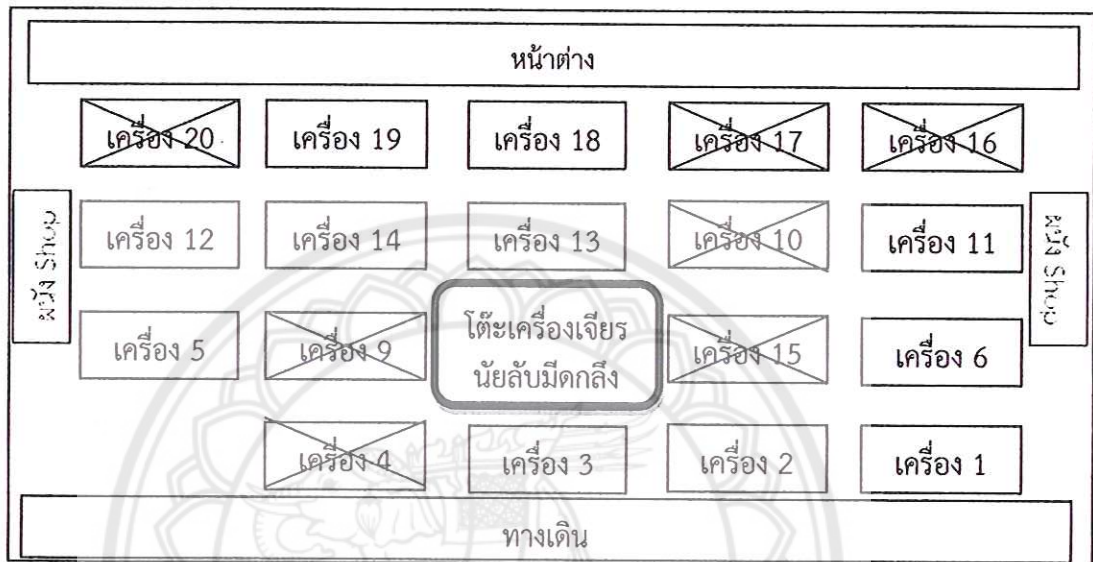 หน้าต่าง
เครื่อง 20 เครื่อง 19 เครื่อง 18 เครื่อง 17 เครื่อง 16
ผนัง Shop
ผนัง Shop
เครื่อง 12 เครื่อง 14 เครื่อง 13 เครื่อง 10 เครื่อง 11
เครื่อง 5 เครื่อง 9 โต๊ะเครื่องเจียร เครื่อง 15 เครื่อง 6
นัยลับมีดกลึง
เครื่อง 4 เครื่อง 3 เครื่อง 2 เครื่อง 1
ทางเดิน